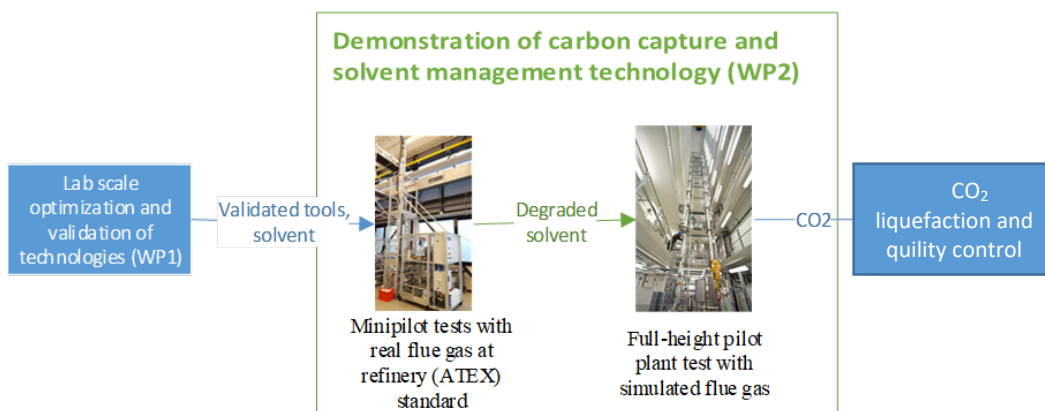 Demonstration of carbon capture and
solvent management technology (WP2)
Lab scale
optimization and
validation of
technologies (WP1)
Validated tools,
solvent
Degraded
solvent
CO2
CO₂
liquefaction and
quility control
Minipilot tests with
real flue gas at
refinery (ATEX)
standard
Full-height pilot
plant test with
simulated flue gas